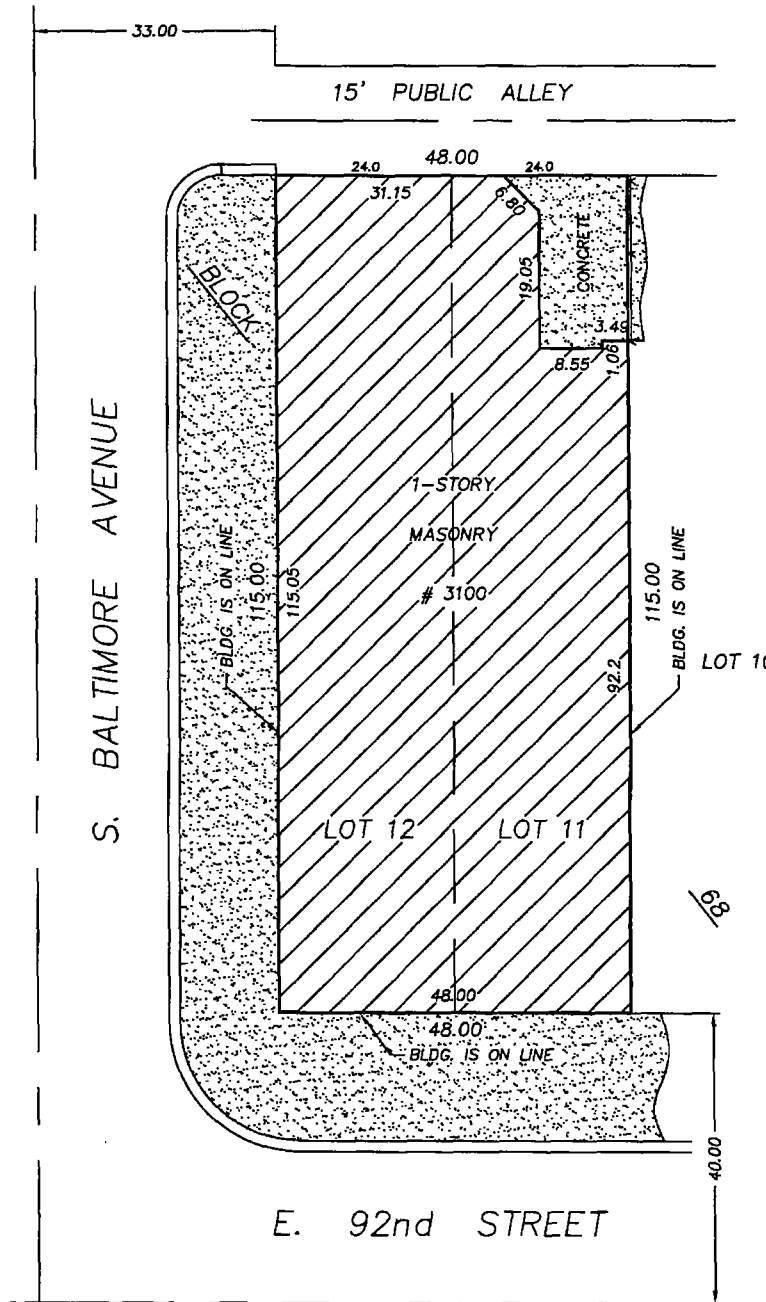 33.00
15' PUBLIC ALLEY
24.0
48.00
24.0
31.15
6.80
BLOCK
19.05
CONCRETE
3.49
8.55
1.06
S. BALTIMORE AVENUE
1-STORY
MASONRY
# 3100
BLDG. IS ON LINE
115.00
115.05
92.2
115.00
BLDG. IS ON LINE
LOT 10
LOT 12
LOT 11
68
48.00
48.00
BLDG. IS ON LINE
40.00
E. 92nd STREET